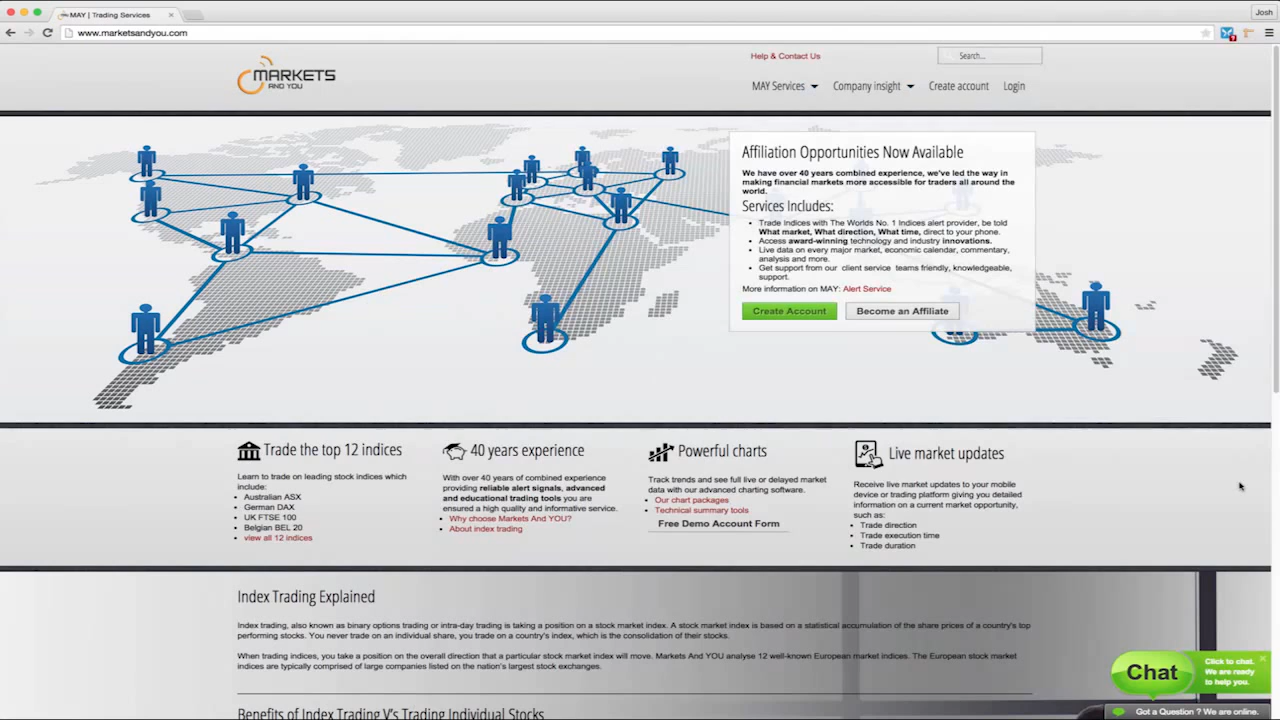 MAY | Trading Services
Josh
www.marketsandyou.com
MARKETS
AND YOU
Help & Contact Us
Search...
MAY Services
Company insight
Create account
Login
Affiliation Opportunities Now Available
We have over 40 years combined experience, we've led the way in
making financial markets more accessible for traders all around the
world.
Services Includes:
Trade Indices with The Worlds No. 1 Indices alert provider, be told
What market, What direction, What time, direct to your phone.
Access award-winning technology and industry innovations.
Live data on every major market, economic calendar, commentary,
analysis and more.
Get support from our client service teams friendly, knowledgeable,
support.
More information on MAY: Alert Service
Create Account
Become an Affiliate
Trade the top 12 indices
Learn to trade on leading stock indices which
include:
Australian ASX
German DAX
UK FTSE 100
Belgian BEL 20
view all 12 indices
40 years experience
With over 40 years of combined experience
providing reliable alert signals, advanced
and educational trading tools you are
ensured a high quality and informative service.
Why choose Markets And YOU?
About index trading
Powerful charts
Track trends and see full live or delayed market
data with our advanced charting software.
Our chart packages
Technical summary tools
Free Demo Account Form
Live market updates
Receive live market updates to your mobile
device or trading platform giving you detailed
information on a current market opportunity,
such as:
Trade direction
Trade execution time
Trade duration
Index Trading Explained
Index trading, also known as binary options trading or intra-day trading is taking a position on a stock market index. A stock market index is based on a statistical accumulation of the share prices of a country's top
performing stocks. You never trade on an individual share, you trade on a country's index, which is the consolidation of their stocks.
When trading indices, you take a position on the overall direction that a particular stock market index will move. Markets And YOU analyse 12 well-known European market indices. The European stock market
indices are typically comprised of large companies listed on the nation's largest stock exchanges.
Benefits of Index Trading V's Trading Individual Stocks
Chat
Click to chat.
We are ready
to help you.
Got a Question ? We are online.